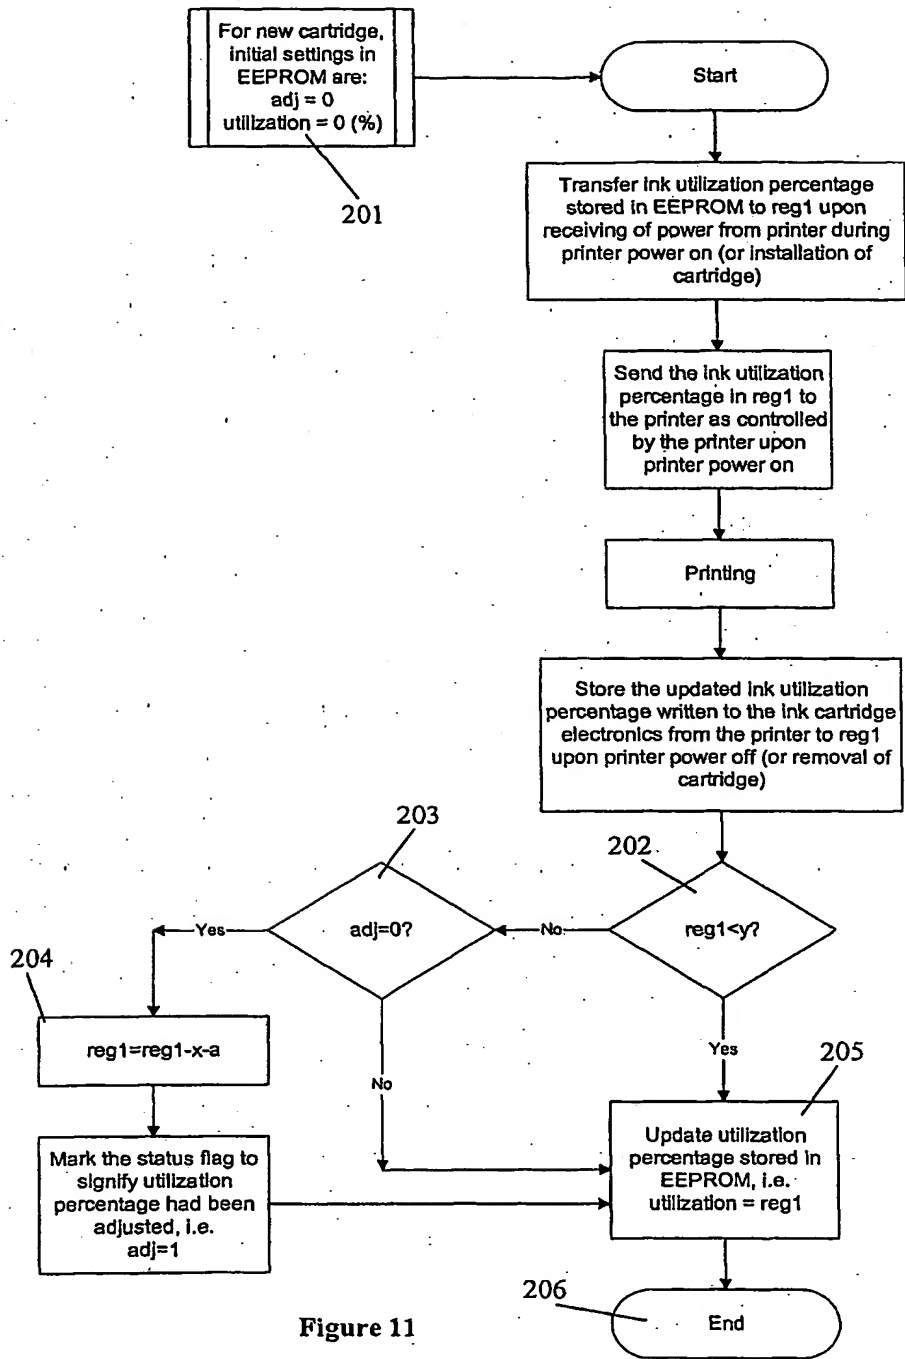 For new cartridge,
initial settings in
EEPROM are:
adj = 0
utilization = 0 (%)
201
Start
Transfer ink utilization percentage
stored in EEPROM to reg1 upon
receiving of power from printer during
printer power on (or installation of
cartridge)
Send the ink utilization
percentage in reg1 to
the printer as controlled
by the printer upon
printer power on
Printing
Store the updated ink utilization
percentage written to the ink cartridge
electronics from the printer to reg1
upon printer power off (or removal of
cartridge)
202
reg1<y?
No
203
adj=0?
Yes
204
reg1=reg1-x-a
No
Yes
205
Mark the status flag to
signify utilization
percentage had been
adjusted, i.e.
adj=1
Update utilization
percentage stored in
EEPROM, i.e.
utilization = reg1
206
End
Figure 11